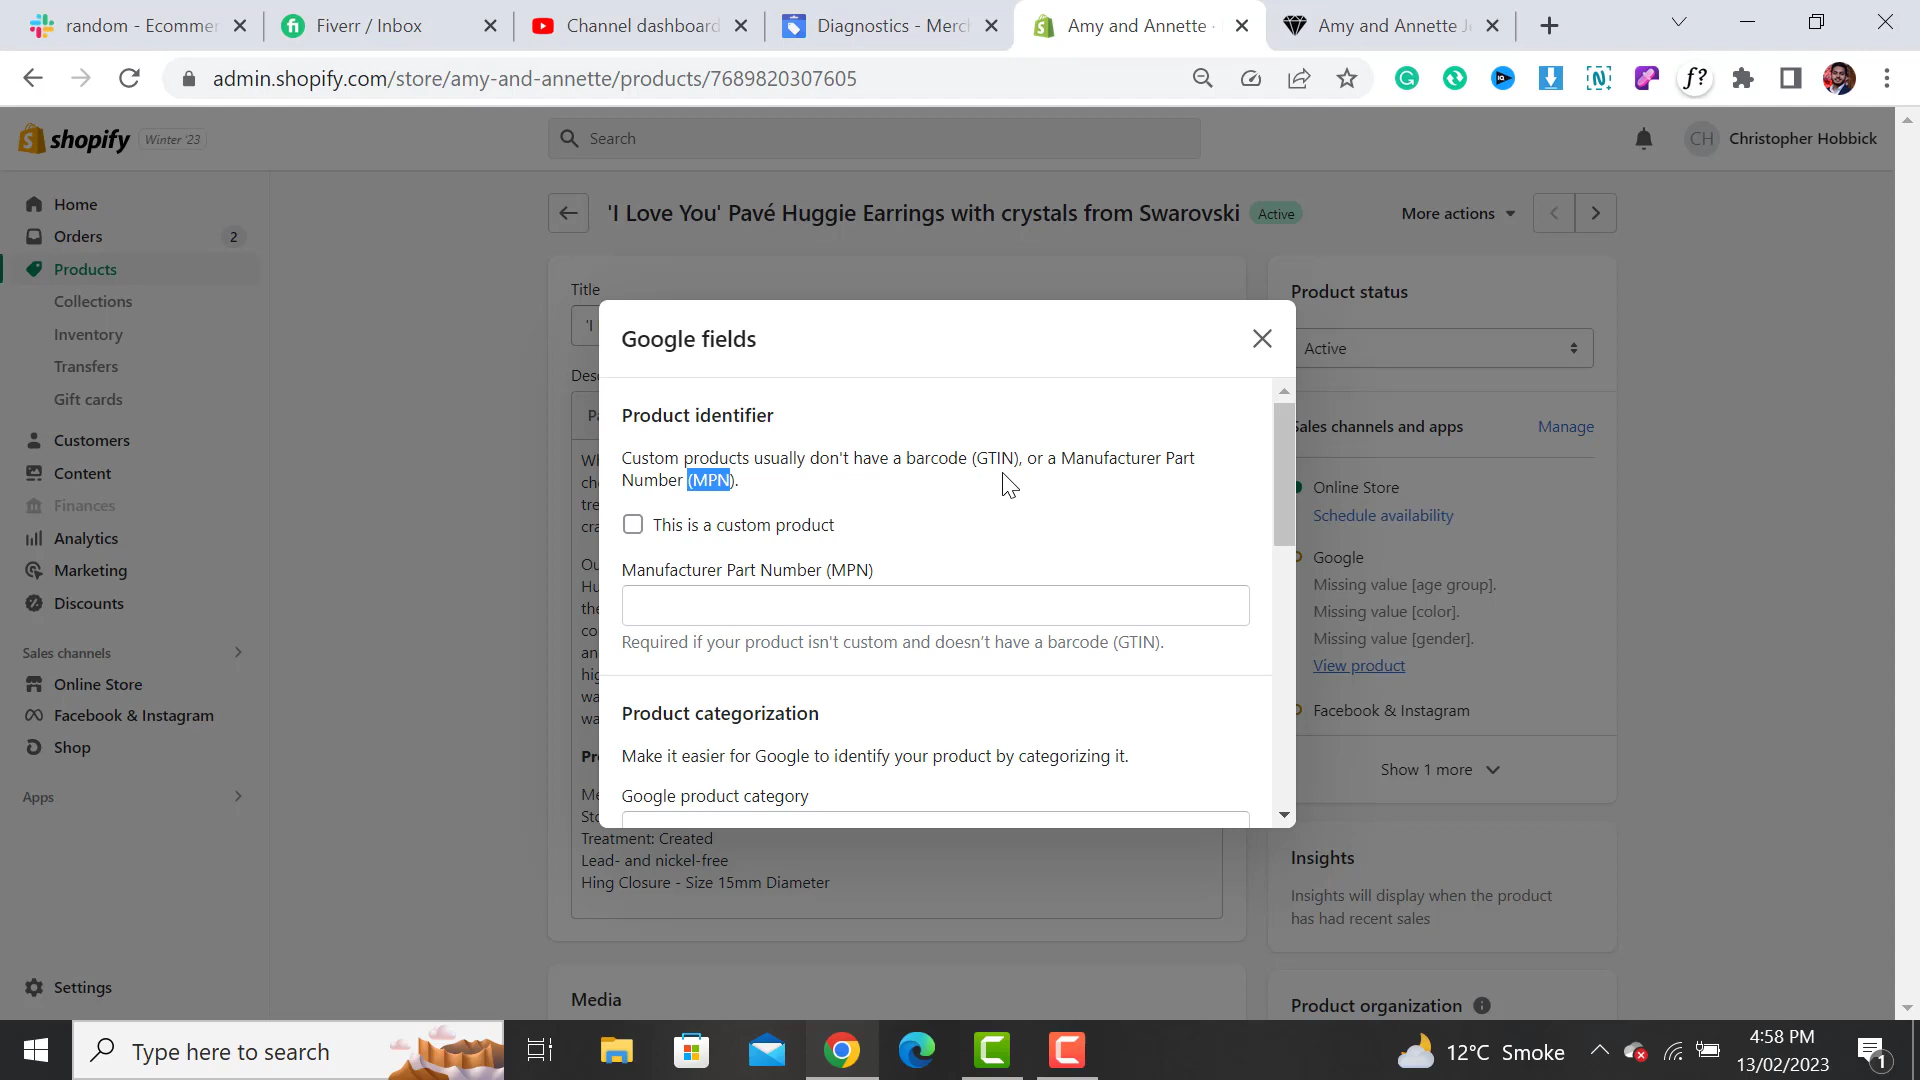 random - Ecommer
Fiverr / Inbox
Channel dashboard
Diagnostics - Merch
Amy and Annette ·
Amy and Annette J
admin.shopify.com/store/amy-and-annette/products/7689820307605
f?
shopify
Winter '23
Search
CH
Christopher Hobbick
Home
Orders
2
Products
Collections
Inventory
Transfers
Gift cards
Customers
Content
Finances
Analytics
Marketing
Discounts
Sales channels
Online Store
Facebook & Instagram
Shop
Apps
Settings
'I Love You' Pavé Huggie Earrings with crystals from Swarovski
Active
More actions
Title
'I
Google fields
Product identifier
Custom products usually don't have a barcode (GTIN), or a Manufacturer Part
Number (MPN).
This is a custom product
Manufacturer Part Number (MPN)
Required if your product isn't custom and doesn't have a barcode (GTIN).
Product categorization
Make it easier for Google to identify your product by categorizing it.
Google product category
Treatment: Created
Lead- and nickel-free
Hing Closure - Size 15mm Diameter
Media
Product status
Active
Sales channels and apps
Manage
Online Store
Schedule availability
Google
Missing value [age group].
Missing value [color].
Missing value [gender].
View product
Facebook & Instagram
Show 1 more
Insights
Insights will display when the product
has had recent sales
Product organization
Type here to search
12°C Smoke
4:58 PM
13/02/2023
1